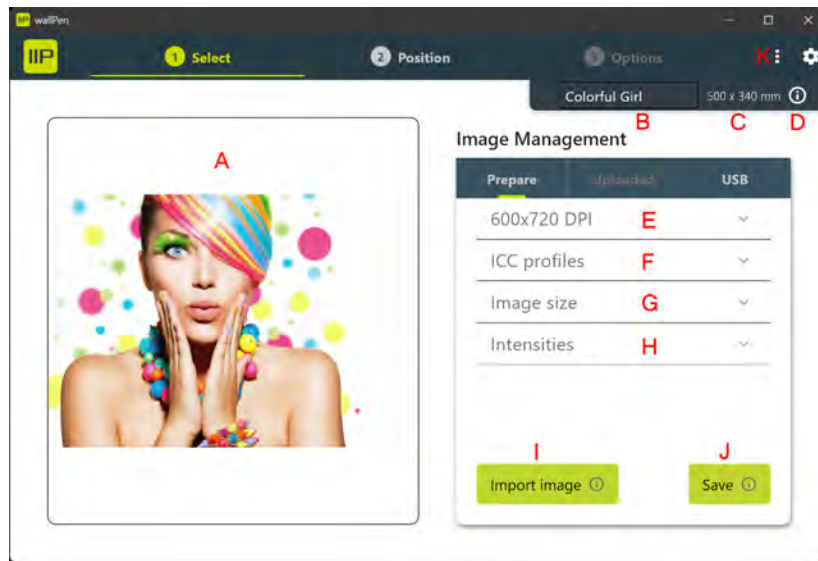 wallPen
IIP
1 Select
2 Position
3 Options
K
Colorful Girl
500 x 340 mm
B
C
D
A
Image Management
Prepare
Uploaded
USB
600x720 DPI
E
ICC profiles
F
Image size
G
Intensities
H
I
J
Import image
Save